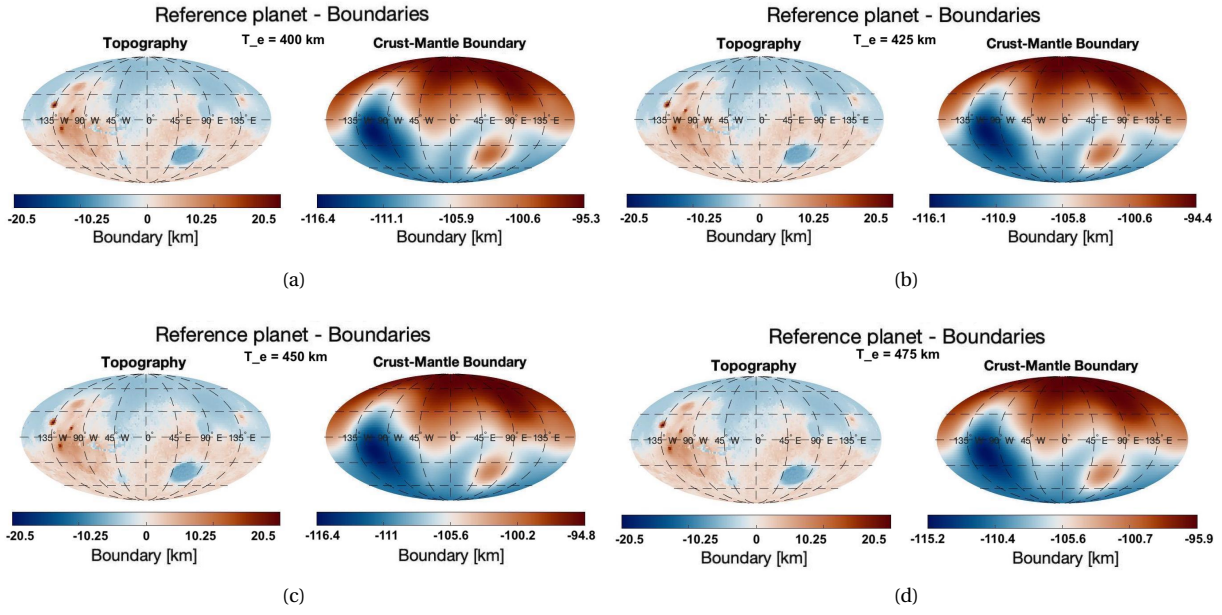 Reference planet - Boundaries
T_e = 400 km
Topography
Crust-Mantle Boundary
135 W 90 W 45 W 0° 45 E 90 E 135 E
135 W 90 W 45 W 0° 45 E 90 E 135 E
-20.5 -10.25 0 10.25 20.5
-116.4 -111.1 -105.9 -100.6 -95.3
Boundary [km]
Boundary [km]
(a)
Reference planet - Boundaries
T_e = 425 km
Topography
Crust-Mantle Boundary
135 W 90 W 45 W 0° 45 E 90 E 135 E
135 W 90 W 45 W 0° 45 E 90 E 135 E
-20.5 -10.25 0 10.25 20.5
-116.1 -110.9 -105.8 -100.6 -94.4
Boundary [km]
Boundary [km]
(b)
Reference planet - Boundaries
T_e = 450 km
Topography
Crust-Mantle Boundary
135 W 90 W 45 W 0° 45 E 90 E 135 E
135 W 90 W 45 W 0° 45 E 90 E 135 E
-20.5 -10.25 0 10.25 20.5
-116.4 -111 -105.6 -100.2 -94.8
Boundary [km]
Boundary [km]
(c)
Reference planet - Boundaries
T_e = 475 km
Topography
Crust-Mantle Boundary
135 W 90 W 45 W 0° 45 E 90 E 135 E
135 W 90 W 45 W 0° 45 E 90 E 135 E
-20.5 -10.25 0 10.25 20.5
-115.2 -110.4 -105.6 -100.7 -95.9
Boundary [km]
Boundary [km]
(d)